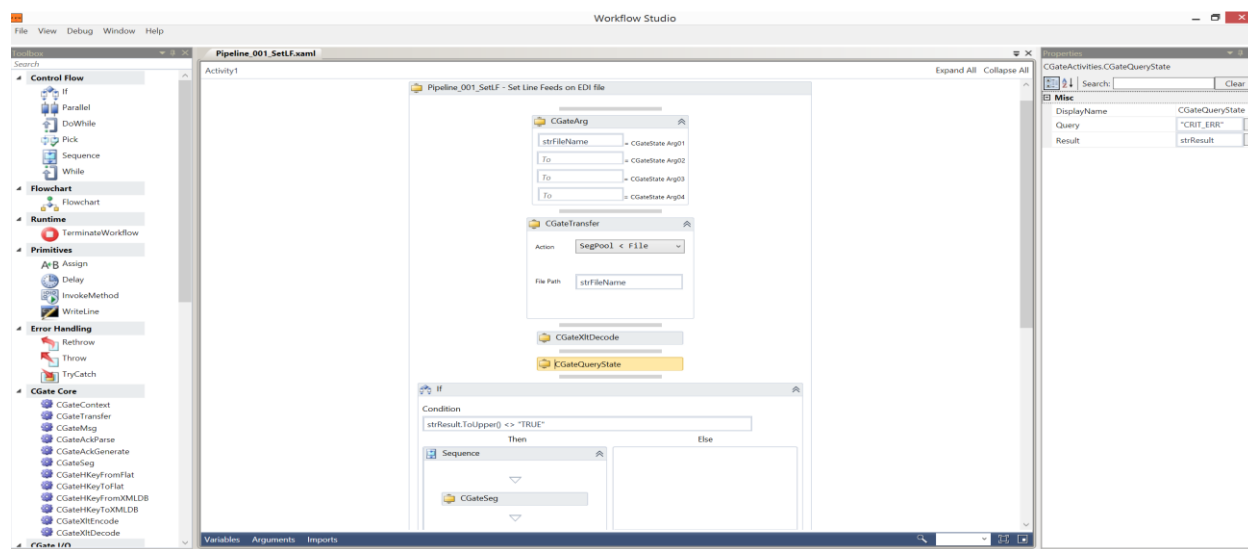 Workflow Studio
File View Debug Window Help
Toolbox
Search
Control Flow
If
Parallel
DoWhile
Pick
Sequence
While
Flowchart
Flowchart
Runtime
TerminateWorkflow
Primitives
A+B Assign
Delay
InvokeMethod
WriteLine
Error Handling
Rethrow
Throw
TryCatch
CGate Core
CGateContext
CGateTransfer
CGateMsg
CGateAckParse
CGateAckGenerate
CGateSeg
CGateHKeyFromFlat
CGateHKeyToFlat
CGateHKeyFromXMLDB
CGateHKeyToXMLDB
CGateXltEncode
CGateXltDecode
CGate I/O
Pipeline_001_SetLF.xaml
Activity1
Expand All Collapse All
Pipeline_001_SetLF - Set Line Feeds on EDI file
CGateArg
strFileName = CGateState Arg01
To = CGateState Arg02
To = CGateState Arg03
To = CGateState Arg04
CGateTransfer
Action SegPool < File
File Path strFileName
CGateXltDecode
CGateQueryState
If
Condition
strResult.ToUpper() <> "TRUE"
Then Else
Sequence
CGateSeg
Variables Arguments Imports
Properties
CGateActivities.CGateQueryState
Search: Clear
Misc
DisplayName CGateQueryState
Query "CRIT_ERR"
Result strResult